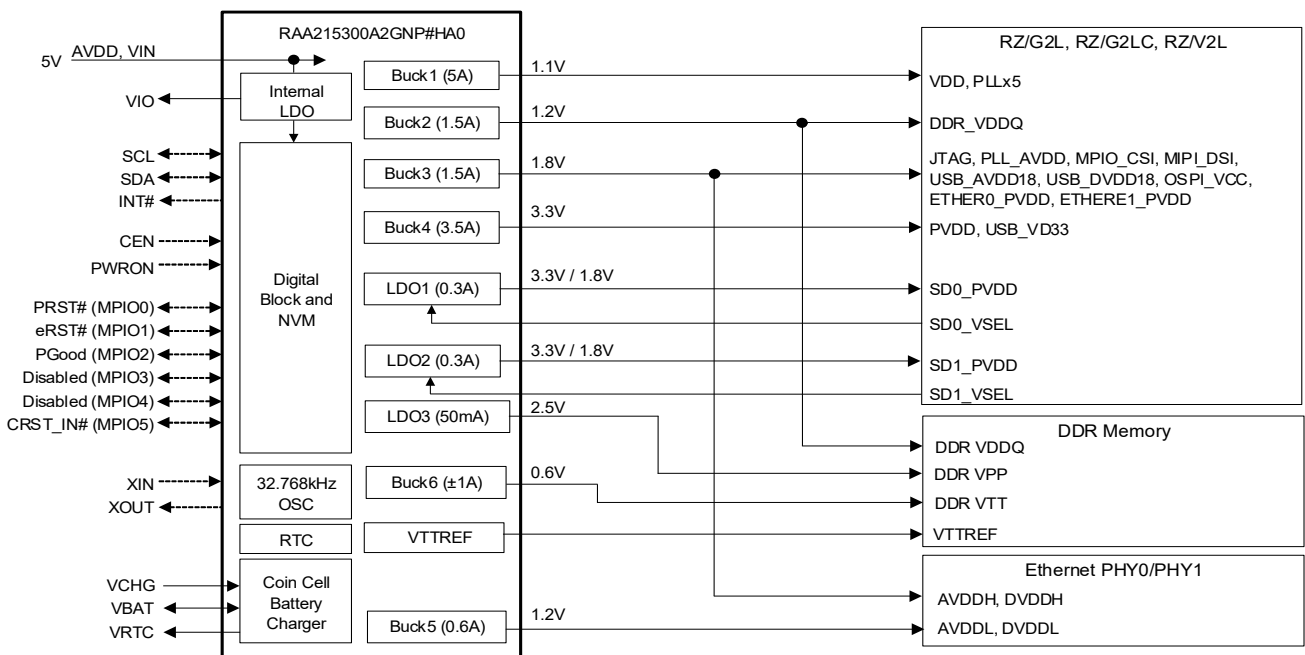 RAA215300A2GNP#HA0
5V
AVDD, VIN
VIO
SCL
SDA
INT#
CEN
PWRON
PRST# (MPIO0)
eRST# (MPIO1)
PGood (MPIO2)
Disabled (MPIO3)
Disabled (MPIO4)
CRST_IN# (MPIO5)
XIN
XOUT
VCHG
VBAT
VRTC
Internal
LDO
Digital
Block and
NVM
32.768kHz
OSC
RTC
Coin Cell
Battery
Charger
Buck1 (5A)
1.1V
Buck2 (1.5A)
1.2V
Buck3 (1.5A)
1.8V
Buck4 (3.5A)
3.3V
LDO1 (0.3A)
3.3V / 1.8V
LDO2 (0.3A)
3.3V / 1.8V
LDO3 (50mA)
2.5V
Buck6 (±1A)
0.6V
VTTREF
Buck5 (0.6A)
1.2V
RZ/G2L, RZ/G2LC, RZ/V2L
VDD, PLLx5
DDR_VDDQ
JTAG, PLL_AVDD, MPIO_CSI, MIPI_DSI,
USB_AVDD18, USB_DVDD18, OSPI_VCC,
ETHER0_PVDD, ETHERE1_PVDD
PVDD, USB_VD33
SD0_PVDD
SD0_VSEL
SD1_PVDD
SD1_VSEL
DDR Memory
DDR VDDQ
DDR VPP
DDR VTT
VTTREF
Ethernet PHY0/PHY1
AVDDH, DVDDH
AVDDL, DVDDL